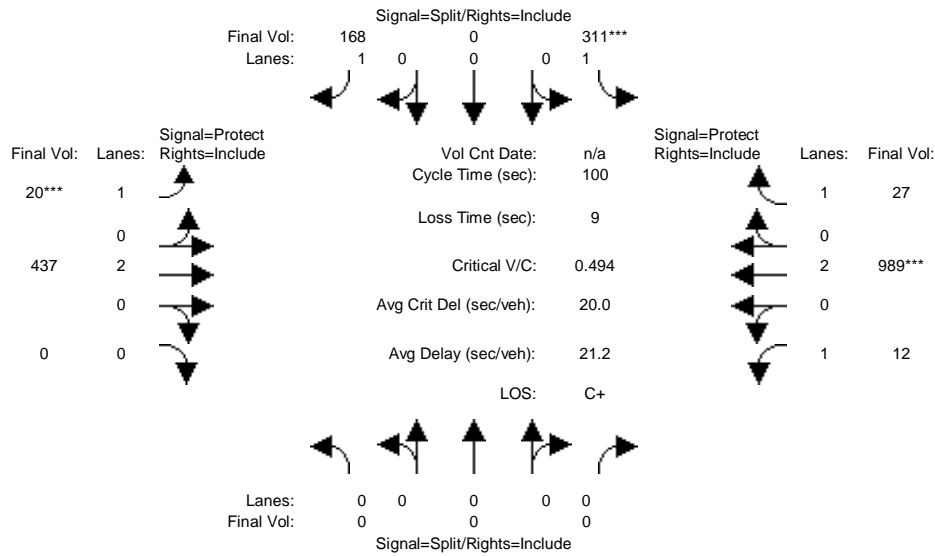 Signal=Split/Rights=Include
Final Vol: 168 0 311***
Lanes: 1 0 0 0 1
Signal=Protect Signal=Protect
Final Vol: Lanes: Rights=Include Vol Cnt Date: n/a Rights=Include Lanes: Final Vol:
Cycle Time (sec): 100
20*** 1 1 27
Loss Time (sec): 9
0 0
437 2 Critical V/C: 0.494 2 989***
0 Avg Crit Del (sec/veh): 20.0 0
0 0 Avg Delay (sec/veh): 21.2 1 12
LOS: C+
Lanes: 0 0 0 0 0
Final Vol: 0 0 0
Signal=Split/Rights=Include